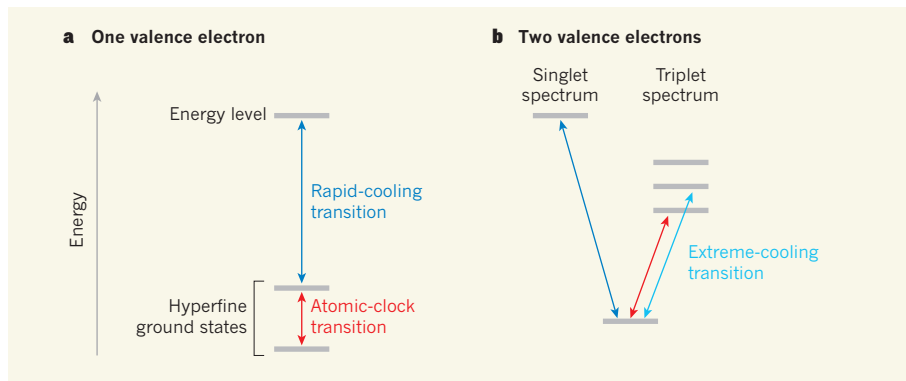 a One valence electron
Energy
Energy level
Rapid-cooling
transition
Hyperfine
ground states
Atomic-clock
transition
b Two valence electrons
Singlet
spectrum
Triplet
spectrum
Extreme-cooling
transition